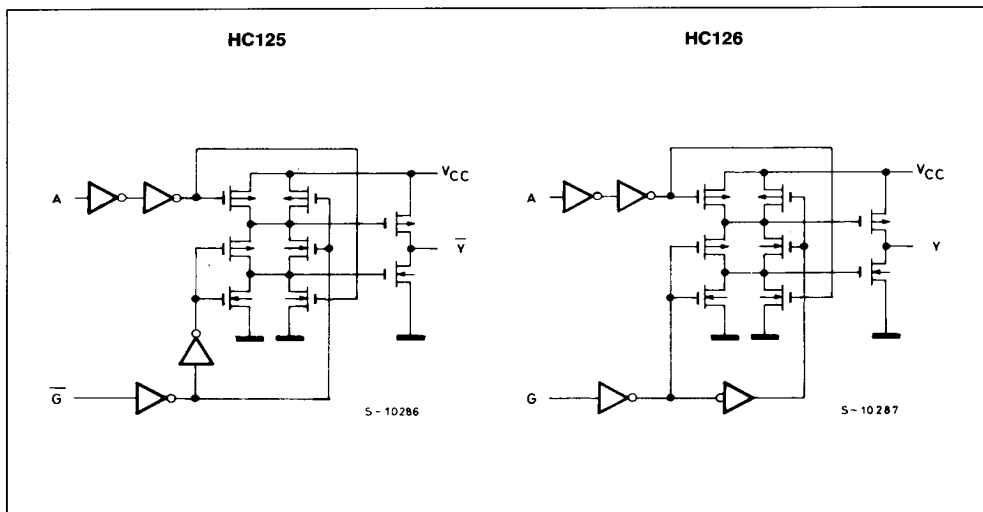 HC125
HC126
VCC
A
Y̅
G̅
S-10286
VCC
A
Y
G
S-10287